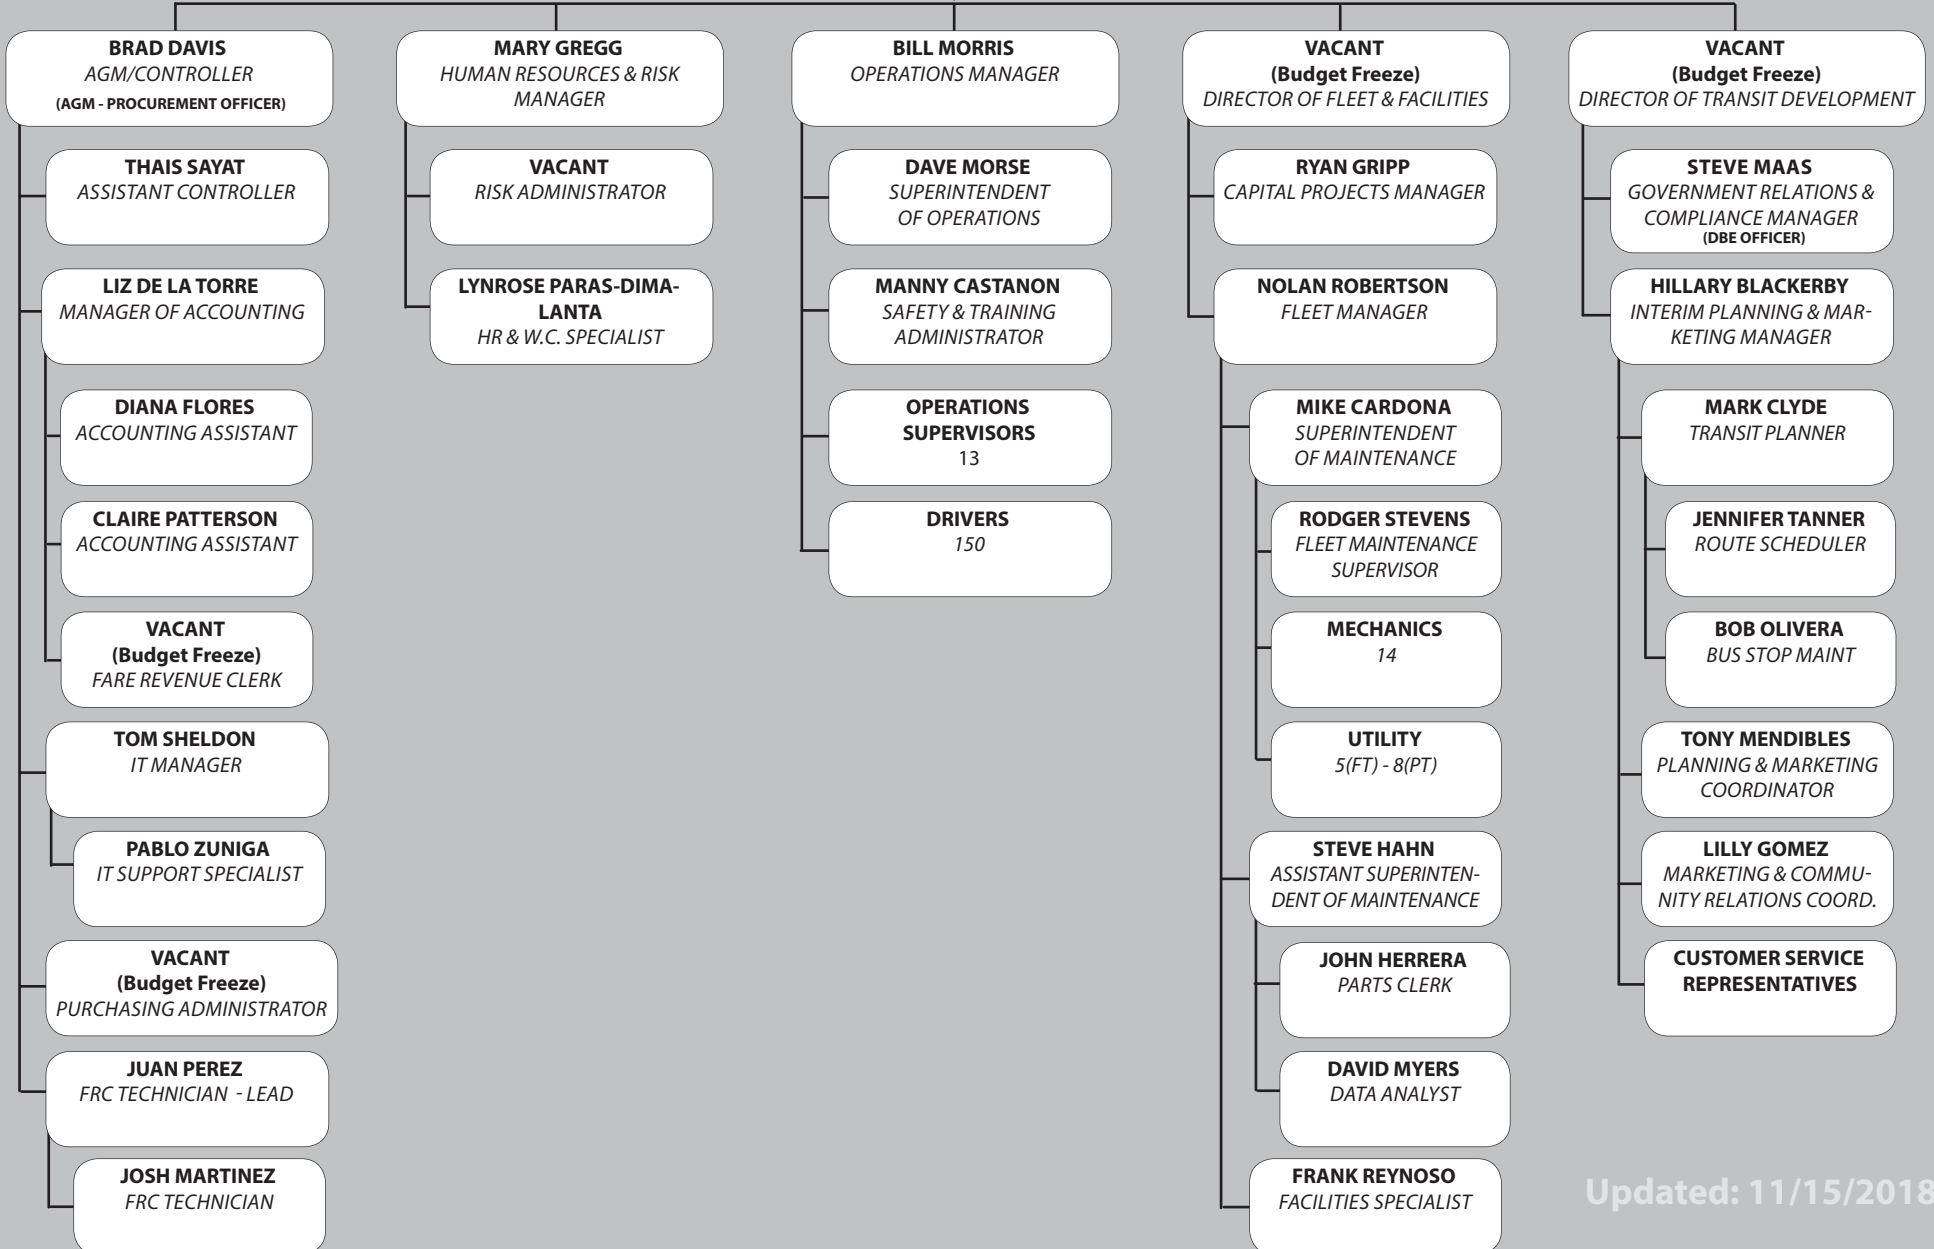 BRAD DAVIS
AGM/CONTROLLER
(AGM - PROCUREMENT OFFICER)
THAIS SAYAT
ASSISTANT CONTROLLER
LIZ DE LA TORRE
MANAGER OF ACCOUNTING
DIANA FLORES
ACCOUNTING ASSISTANT
CLAIRE PATTERSON
ACCOUNTING ASSISTANT
VACANT
(Budget Freeze)
FARE REVENUE CLERK
TOM SHELDON
IT MANAGER
PABLO ZUNIGA
IT SUPPORT SPECIALIST
VACANT
(Budget Freeze)
PURCHASING ADMINISTRATOR
JUAN PEREZ
FRC TECHNICIAN - LEAD
JOSH MARTINEZ
FRC TECHNICIAN
MARY GREGG
HUMAN RESOURCES & RISK
MANAGER
VACANT
RISK ADMINISTRATOR
LYNROSE PARAS-DIMA-
LANTA
HR & W.C. SPECIALIST
BILL MORRIS
OPERATIONS MANAGER
DAVE MORSE
SUPERINTENDENT
OF OPERATIONS
MANNY CASTANON
SAFETY & TRAINING
ADMINISTRATOR
OPERATIONS
SUPERVISORS
13
DRIVERS
150
VACANT
(Budget Freeze)
DIRECTOR OF FLEET & FACILITIES
RYAN GRIPP
CAPITAL PROJECTS MANAGER
NOLAN ROBERTSON
FLEET MANAGER
MIKE CARDONA
SUPERINTENDENT
OF MAINTENANCE
RODGER STEVENS
FLEET MAINTENANCE
SUPERVISOR
MECHANICS
14
UTILITY
5(FT) - 8(PT)
STEVE HAHN
ASSISTANT SUPERINTEN-
DENT OF MAINTENANCE
JOHN HERRERA
PARTS CLERK
DAVID MYERS
DATA ANALYST
FRANK REYNOSO
FACILITIES SPECIALIST
VACANT
(Budget Freeze)
DIRECTOR OF TRANSIT DEVELOPMENT
STEVE MAAS
GOVERNMENT RELATIONS &
COMPLIANCE MANAGER
(DBE OFFICER)
HILLARY BLACKERBY
INTERIM PLANNING & MAR-
KETING MANAGER
MARK CLYDE
TRANSIT PLANNER
JENNIFER TANNER
ROUTE SCHEDULER
BOB OLIVERA
BUS STOP MAINT
TONY MENDIBLES
PLANNING & MARKETING
COORDINATOR
LILLY GOMEZ
MARKETING & COMMU-
NITY RELATIONS COORD.
CUSTOMER SERVICE
REPRESENTATIVES
Updated: 11/15/2018